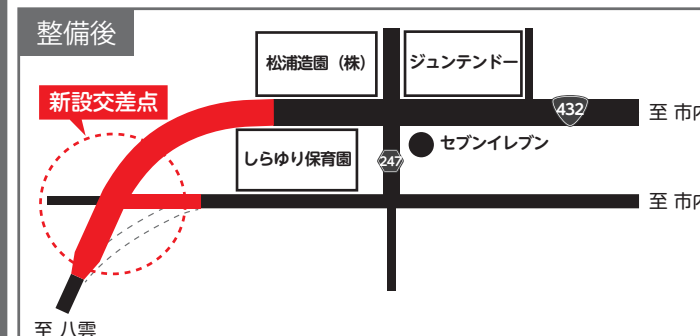 整備後
松浦造園（株）
ジュンテンドー
新設交差点
432
至 市内
セブンイレブン
しらゆり保育園
247
至 市内
至 八雲